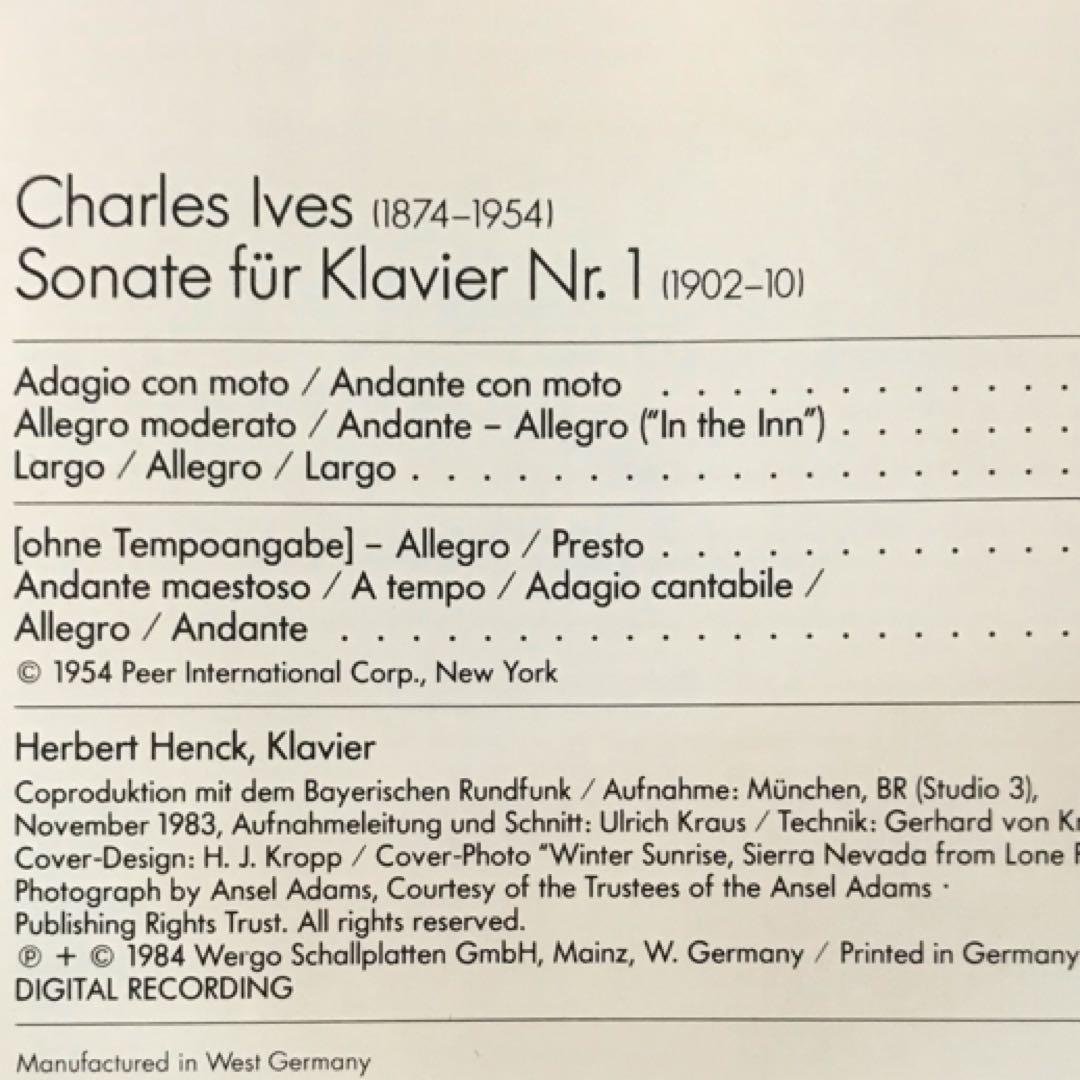 Charles Ives (1874–1954)
Sonate für Klavier Nr. 1 (1902–10)
Adagio con moto / Andante con moto . . . . . . . . . . . .
Allegro moderato / Andante – Allegro ("In the Inn") . . . . . . .
Largo / Allegro / Largo . . . . . . . . . . . . . . . . . . .
[ohne Tempoangabe] – Allegro / Presto . . . . . . . . . . . .
Andante maestoso / A tempo / Adagio cantabile /
Allegro / Andante . . . . . . . . . . . . . . . . . . . . .
© 1954 Peer International Corp., New York
Herbert Henck, Klavier
Coproduktion mit dem Bayerischen Rundfunk / Aufnahme: München, BR (Studio 3),
November 1983, Aufnahmeleitung und Schnitt: Ulrich Kraus / Technik: Gerhard von
Cover-Design: H. J. Kropp / Cover-Photo "Winter Sunrise, Sierra Nevada from Lone
Photograph by Ansel Adams, Courtesy of the Trustees of the Ansel Adams ·
Publishing Rights Trust. All rights reserved.
℗ + © 1984 Wergo Schallplatten GmbH, Mainz, W. Germany / Printed in Germany
DIGITAL RECORDING
Manufactured in West Germany